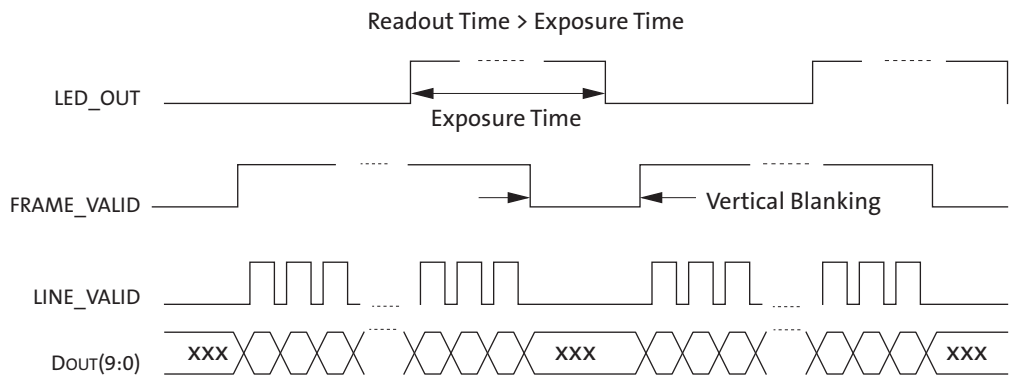 Readout Time > Exposure Time
LED_OUT
Exposure Time
FRAME_VALID
Vertical Blanking
LINE_VALID
DOUT(9:0)
XXX
XXX
XXX